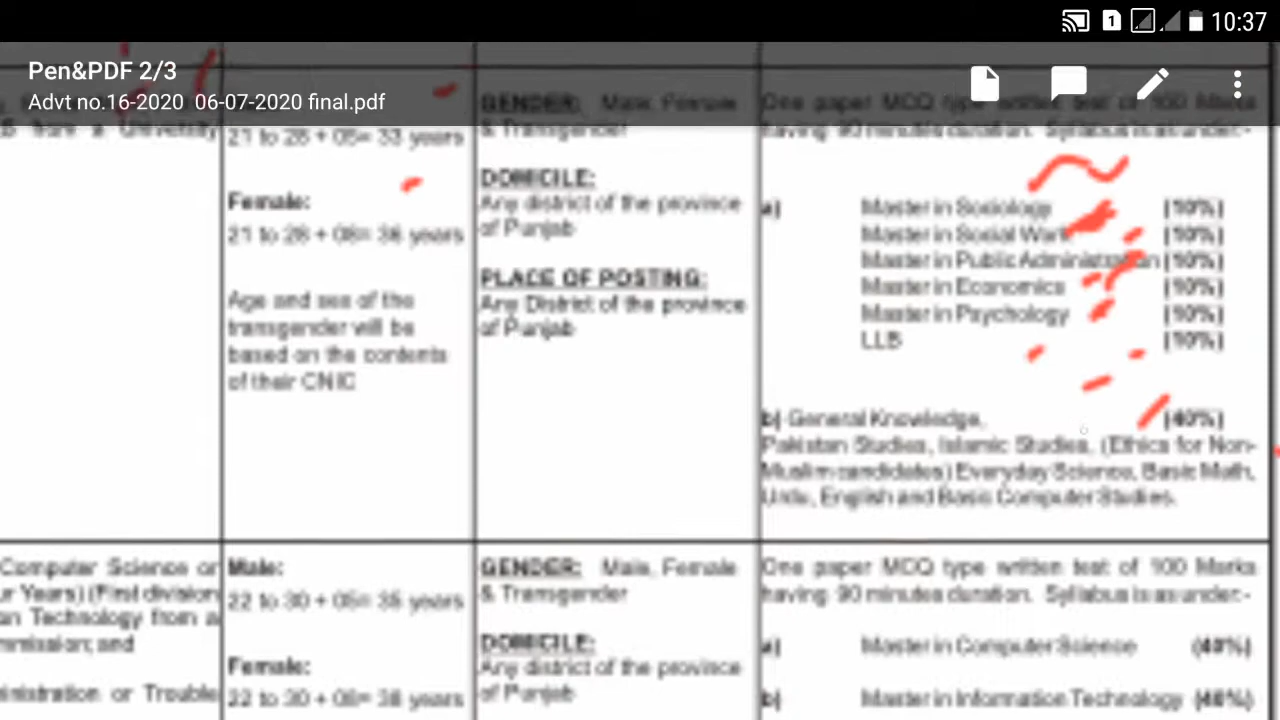 1 10:37
Pen&PDF 2/3
Advt no.16-2020 06-07-2020 final.pdf
from a University
21 to 28 + 05= 33 years
Female:
21 to 28 + 08= 36 years
Age and sex of the
transgender will be
based on the contents
of their CNIC
GENDER: Male, Female
& Transgender
DOMICILE:
Any district of the province
of Punjab
PLACE OF POSTING:
Any District of the province
of Punjab
One paper MCQ type written test of 100 Marks
having 90 minutes duration. Syllabus is as under:-
a) Master in Sociology (10%)
Master in Social Work (10%)
Master in Public Administration (10%)
Master in Economics (10%)
Master in Psychology (10%)
LLB (10%)
b) General Knowledge, (40%)
Pakistan Studies, Islamic Studies, (Ethics for Non-
Muslim candidates) Everyday Science, Basic Math,
Urdu, English and Basic Computer Studies.
Computer Science or
Years) (First division
Technology from a
and
or Trouble
Male:
22 to 30 + 05= 35 years
Female:
22 to 30 + 08= 38 years
GENDER: Male, Female
& Transgender
DOMICILE:
Any district of the province
of Punjab
One paper MCQ type written test of 100 Marks
having 90 minutes duration. Syllabus is as under:-
a) Master in Computer Science (40%)
b) Master in Information Technology (40%)